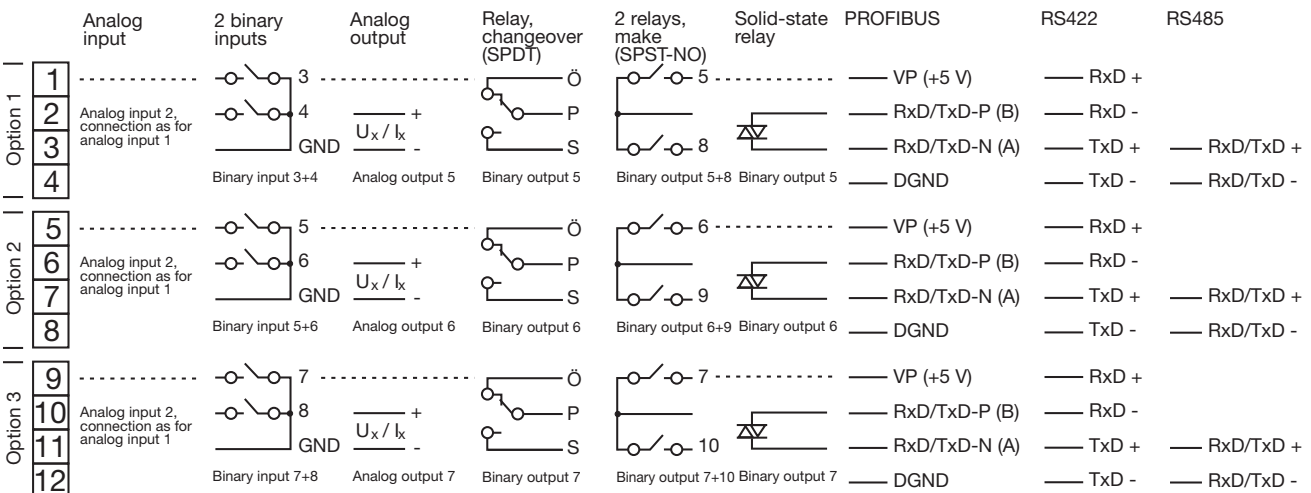 Analog input
2 binary inputs
Analog output
Relay, changeover (SPDT)
2 relays, make (SPST-NO)
Solid-state relay
PROFIBUS
RS422
RS485
Option 1
1 3 Ö 5 VP (+5 V) RxD +
2 Analog input 2, connection as for analog input 1 4 + P RxD/TxD-P (B) RxD -
Ux / Ix
3 GND - S 8 RxD/TxD-N (A) TxD + RxD/TxD +
4 Binary input 3+4 Analog output 5 Binary output 5 Binary output 5+8 Binary output 5 DGND TxD - RxD/TxD -
Option 2
5 5 Ö 6 VP (+5 V) RxD +
6 Analog input 2, connection as for analog input 1 6 + P RxD/TxD-P (B) RxD -
Ux / Ix
7 GND - S 9 RxD/TxD-N (A) TxD + RxD/TxD +
8 Binary input 5+6 Analog output 6 Binary output 6 Binary output 6+9 Binary output 6 DGND TxD - RxD/TxD -
Option 3
9 7 Ö 7 VP (+5 V) RxD +
10 Analog input 2, connection as for analog input 1 8 + P RxD/TxD-P (B) RxD -
Ux / Ix
11 GND - S 10 RxD/TxD-N (A) TxD + RxD/TxD +
12 Binary input 7+8 Analog output 7 Binary output 7 Binary output 7+10 Binary output 7 DGND TxD - RxD/TxD -